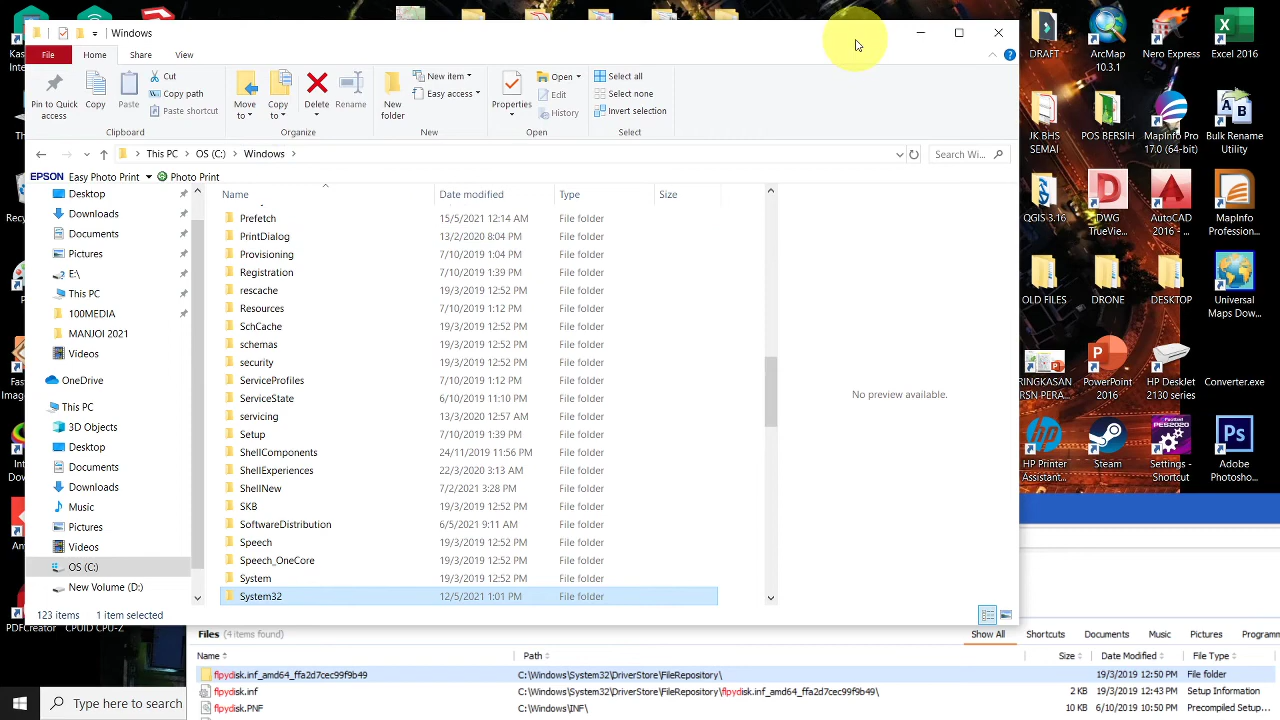 Windows
File Home Share View
Pin to Quick access
Copy
Paste
Cut
Copy path
Paste shortcut
Clipboard
Move to
Copy to
Delete
Rename
Organize
New folder
New item
Easy access
New
Properties
Open
Edit
History
Open
Select all
Select none
Invert selection
Select
This PC > OS (C:) > Windows >
Search Wi...
EPSON Easy Photo Print Photo Print
Desktop
Downloads
Documents
Pictures
E:\
This PC
100MEDIA
MANJOI 2021
Videos
OneDrive
This PC
3D Objects
Desktop
Documents
Downloads
Music
Pictures
Videos
OS (C:)
New Volume (D:)
Name Date modified Type Size
Prefetch 15/5/2021 12:14 AM File folder
PrintDialog 13/2/2020 8:04 PM File folder
Provisioning 7/10/2019 1:04 PM File folder
Registration 7/10/2019 1:39 PM File folder
rescache 19/3/2019 12:52 PM File folder
Resources 7/10/2019 1:12 PM File folder
SchCache 19/3/2019 12:52 PM File folder
schemas 19/3/2019 12:52 PM File folder
security 19/3/2019 12:52 PM File folder
ServiceProfiles 7/10/2019 1:12 PM File folder
ServiceState 6/10/2019 11:10 PM File folder
servicing 13/3/2020 12:57 AM File folder
Setup 7/10/2019 1:39 PM File folder
ShellComponents 24/11/2019 11:56 PM File folder
ShellExperiences 22/3/2020 3:13 AM File folder
ShellNew 7/2/2021 3:28 PM File folder
SKB 19/3/2019 12:52 PM File folder
SoftwareDistribution 6/5/2021 9:11 AM File folder
Speech 19/3/2019 12:52 PM File folder
Speech_OneCore 19/3/2019 12:52 PM File folder
System 19/3/2019 12:52 PM File folder
System32 12/5/2021 1:01 PM File folder
No preview available.
123 items 1 item selected
DRAFT
ArcMap 10.3.1
Nero Express
Excel 2016
JK BHS SEMAI
POS BERSIH
MapInfo Pro 17.0 (64-bit)
Bulk Rename Utility
QGIS 3.16
DWG TrueVie...
AutoCAD 2016 - ...
MapInfo Profession...
OLD FILES
DRONE
DESKTOP
Universal Maps Dow...
RINGKASAN RSN PERA...
PowerPoint 2016
HP DeskJet 2130 series
Converter.exe
HP Printer Assistant...
Steam
Settings - Shortcut
Adobe Photosho...
PDFCreator CPUID CPU-Z
Files (4 items found)
Show All Shortcuts Documents Music Pictures Programm
Name Path Size Date Modified File Type
flpydisk.inf_amd64_ffa2d7cec99f9b49 C:\Windows\System32\DriverStore\FileRepository\ 19/3/2019 12:50 PM File folder
flpydisk.inf C:\Windows\System32\DriverStore\FileRepository\flpydisk.inf_amd64_ffa2d7cec99f9b49\ 2 KB 19/3/2019 12:43 PM Setup Information
flpydisk.PNF C:\Windows\INF\ 10 KB 6/10/2019 10:50 PM Precompiled Setup...
Type here to search